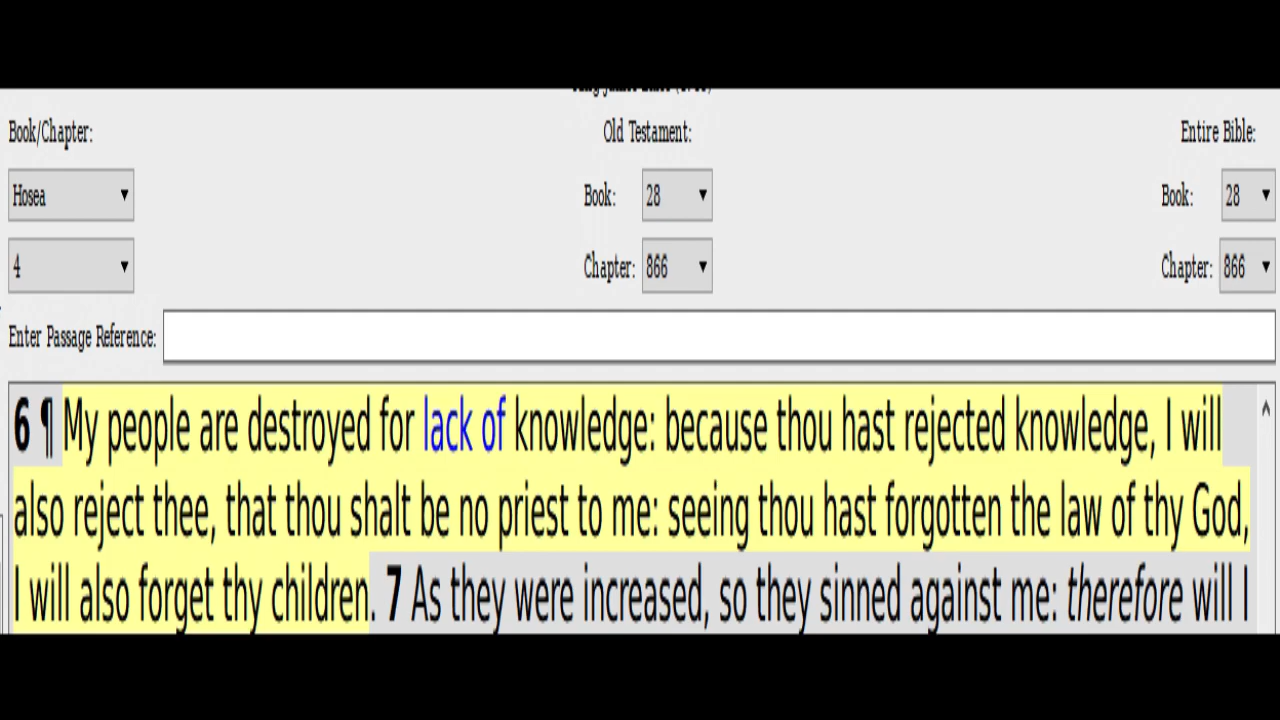 Book/Chapter: Old Testament: Entire Bible:
Hosea Book: 28 Book: 28
4 Chapter: 866 Chapter: 866
Enter Passage Reference:
6 ¶ My people are destroyed for lack of knowledge: because thou hast rejected knowledge, I will
also reject thee, that thou shalt be no priest to me: seeing thou hast forgotten the law of thy God,
I will also forget thy children. 7 As they were increased, so they sinned against me: therefore will I